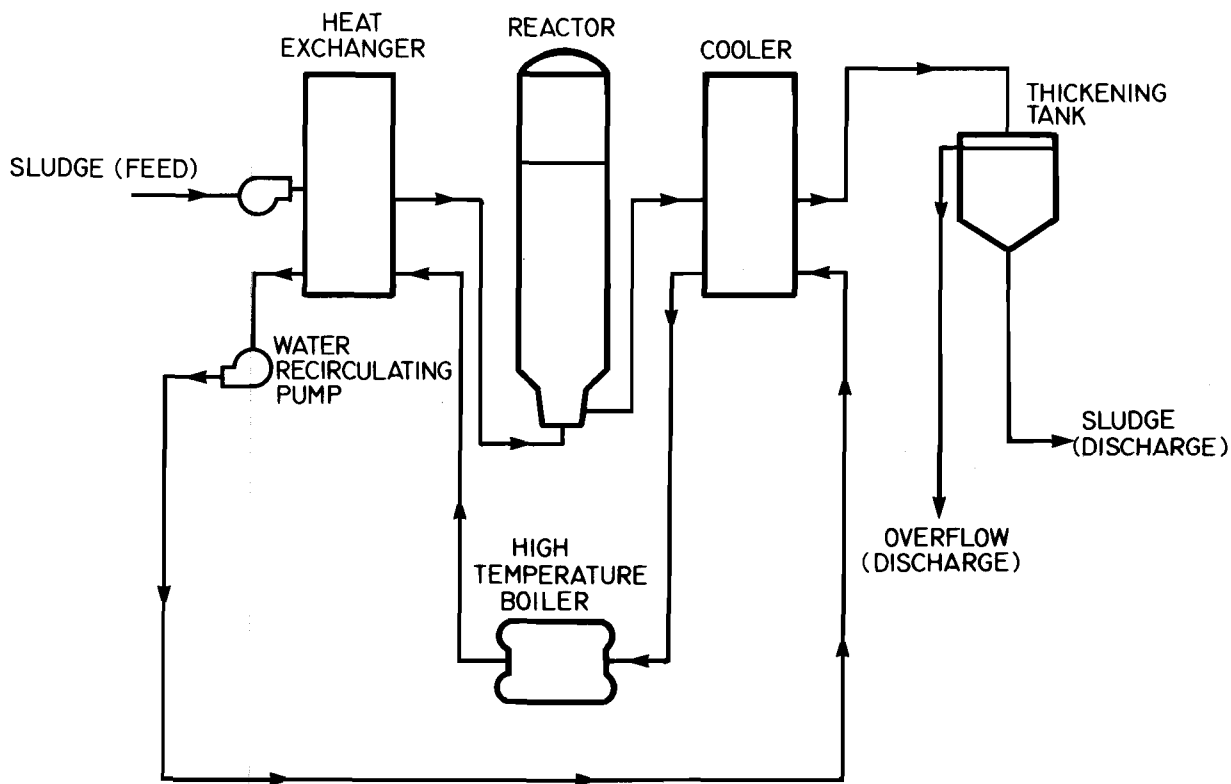 HEAT
EXCHANGER
REACTOR
COOLER
THICKENING
TANK
SLUDGE (FEED)
WATER
RECIRCULATING
PUMP
SLUDGE
(DISCHARGE)
OVERFLOW
(DISCHARGE)
HIGH
TEMPERATURE
BOILER